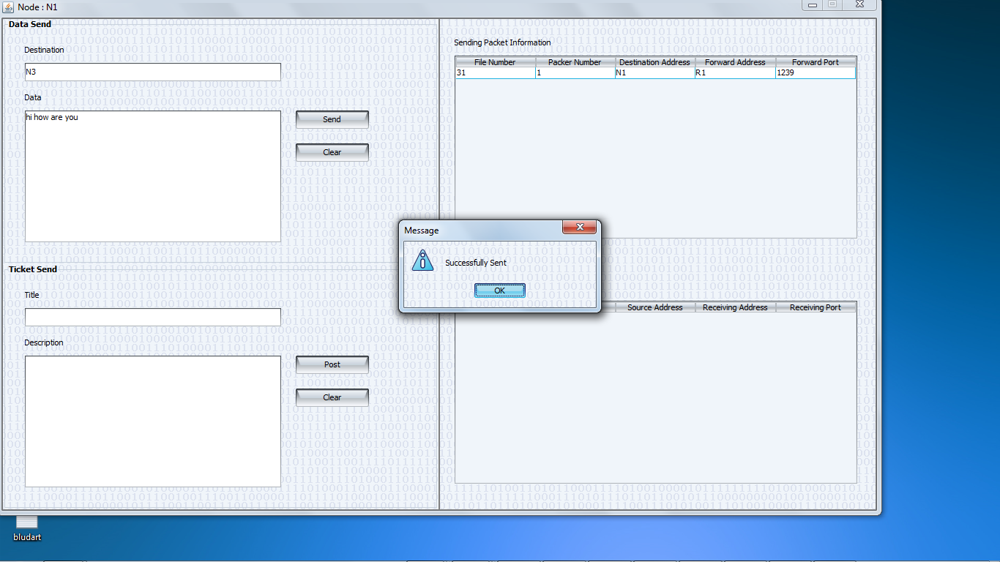 Node : N1
Data Send
Destination
N3
Data
hi how are you
Send
Clear
Ticket Send
Title
Description
Post
Clear
Sending Packet Information
File Number Packer Number Destination Address Forward Address Forward Port
31 1 N1 R1 1239
Message
Successfully Sent
OK
Source Address Receiving Address Receiving Port
bludart